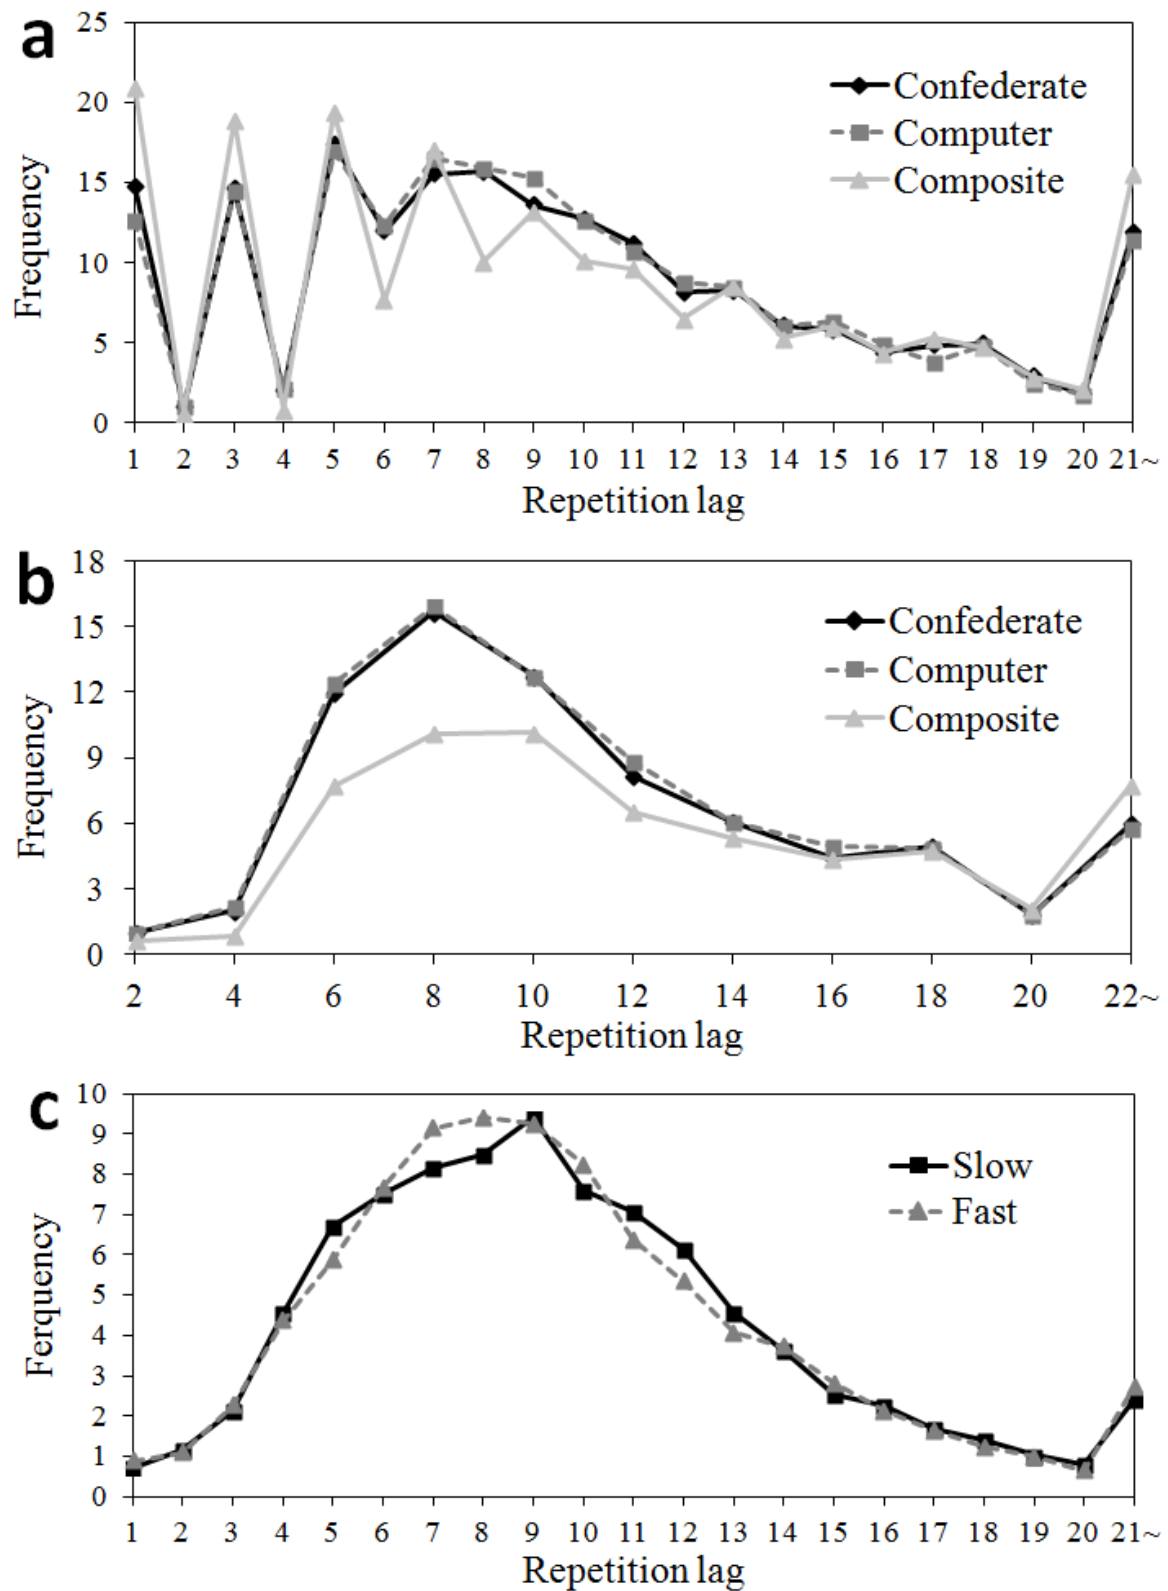 a
25
20
15
10
5
0
Frequency
Confederate
Computer
Composite
1 2 3 4 5 6 7 8 9 10 11 12 13 14 15 16 17 18 19 20 21~
Repetition lag
b
18
15
12
9
6
3
0
Frequency
Confederate
Computer
Composite
2 4 6 8 10 12 14 16 18 20 22~
Repetition lag
c
10
9
8
7
6
5
4
3
2
1
0
Ferquency
Slow
Fast
1 2 3 4 5 6 7 8 9 10 11 12 13 14 15 16 17 18 19 20 21~
Repetition lag